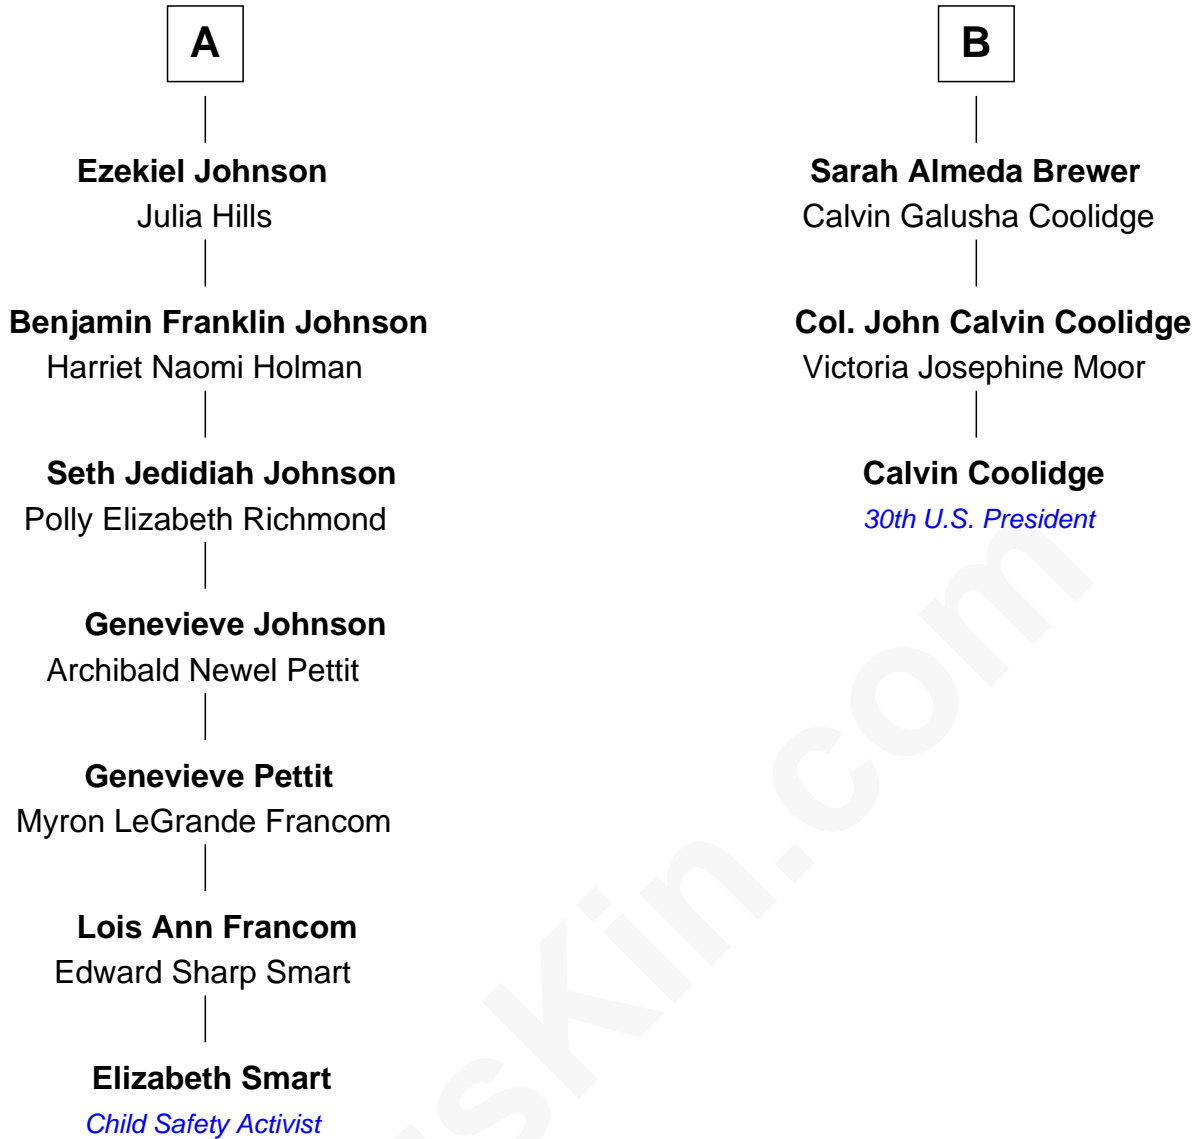 A
Ezekiel Johnson
Julia Hills
Benjamin Franklin Johnson
Harriet Naomi Holman
Seth Jedidiah Johnson
Polly Elizabeth Richmond
Genevieve Johnson
Archibald Newel Pettit
Genevieve Pettit
Myron LeGrande Francom
Lois Ann Francom
Edward Sharp Smart
Elizabeth Smart
Child Safety Activist
B
Sarah Almeda Brewer
Calvin Galusha Coolidge
Col. John Calvin Coolidge
Victoria Josephine Moor
Calvin Coolidge
30th U.S. President
sKin.com